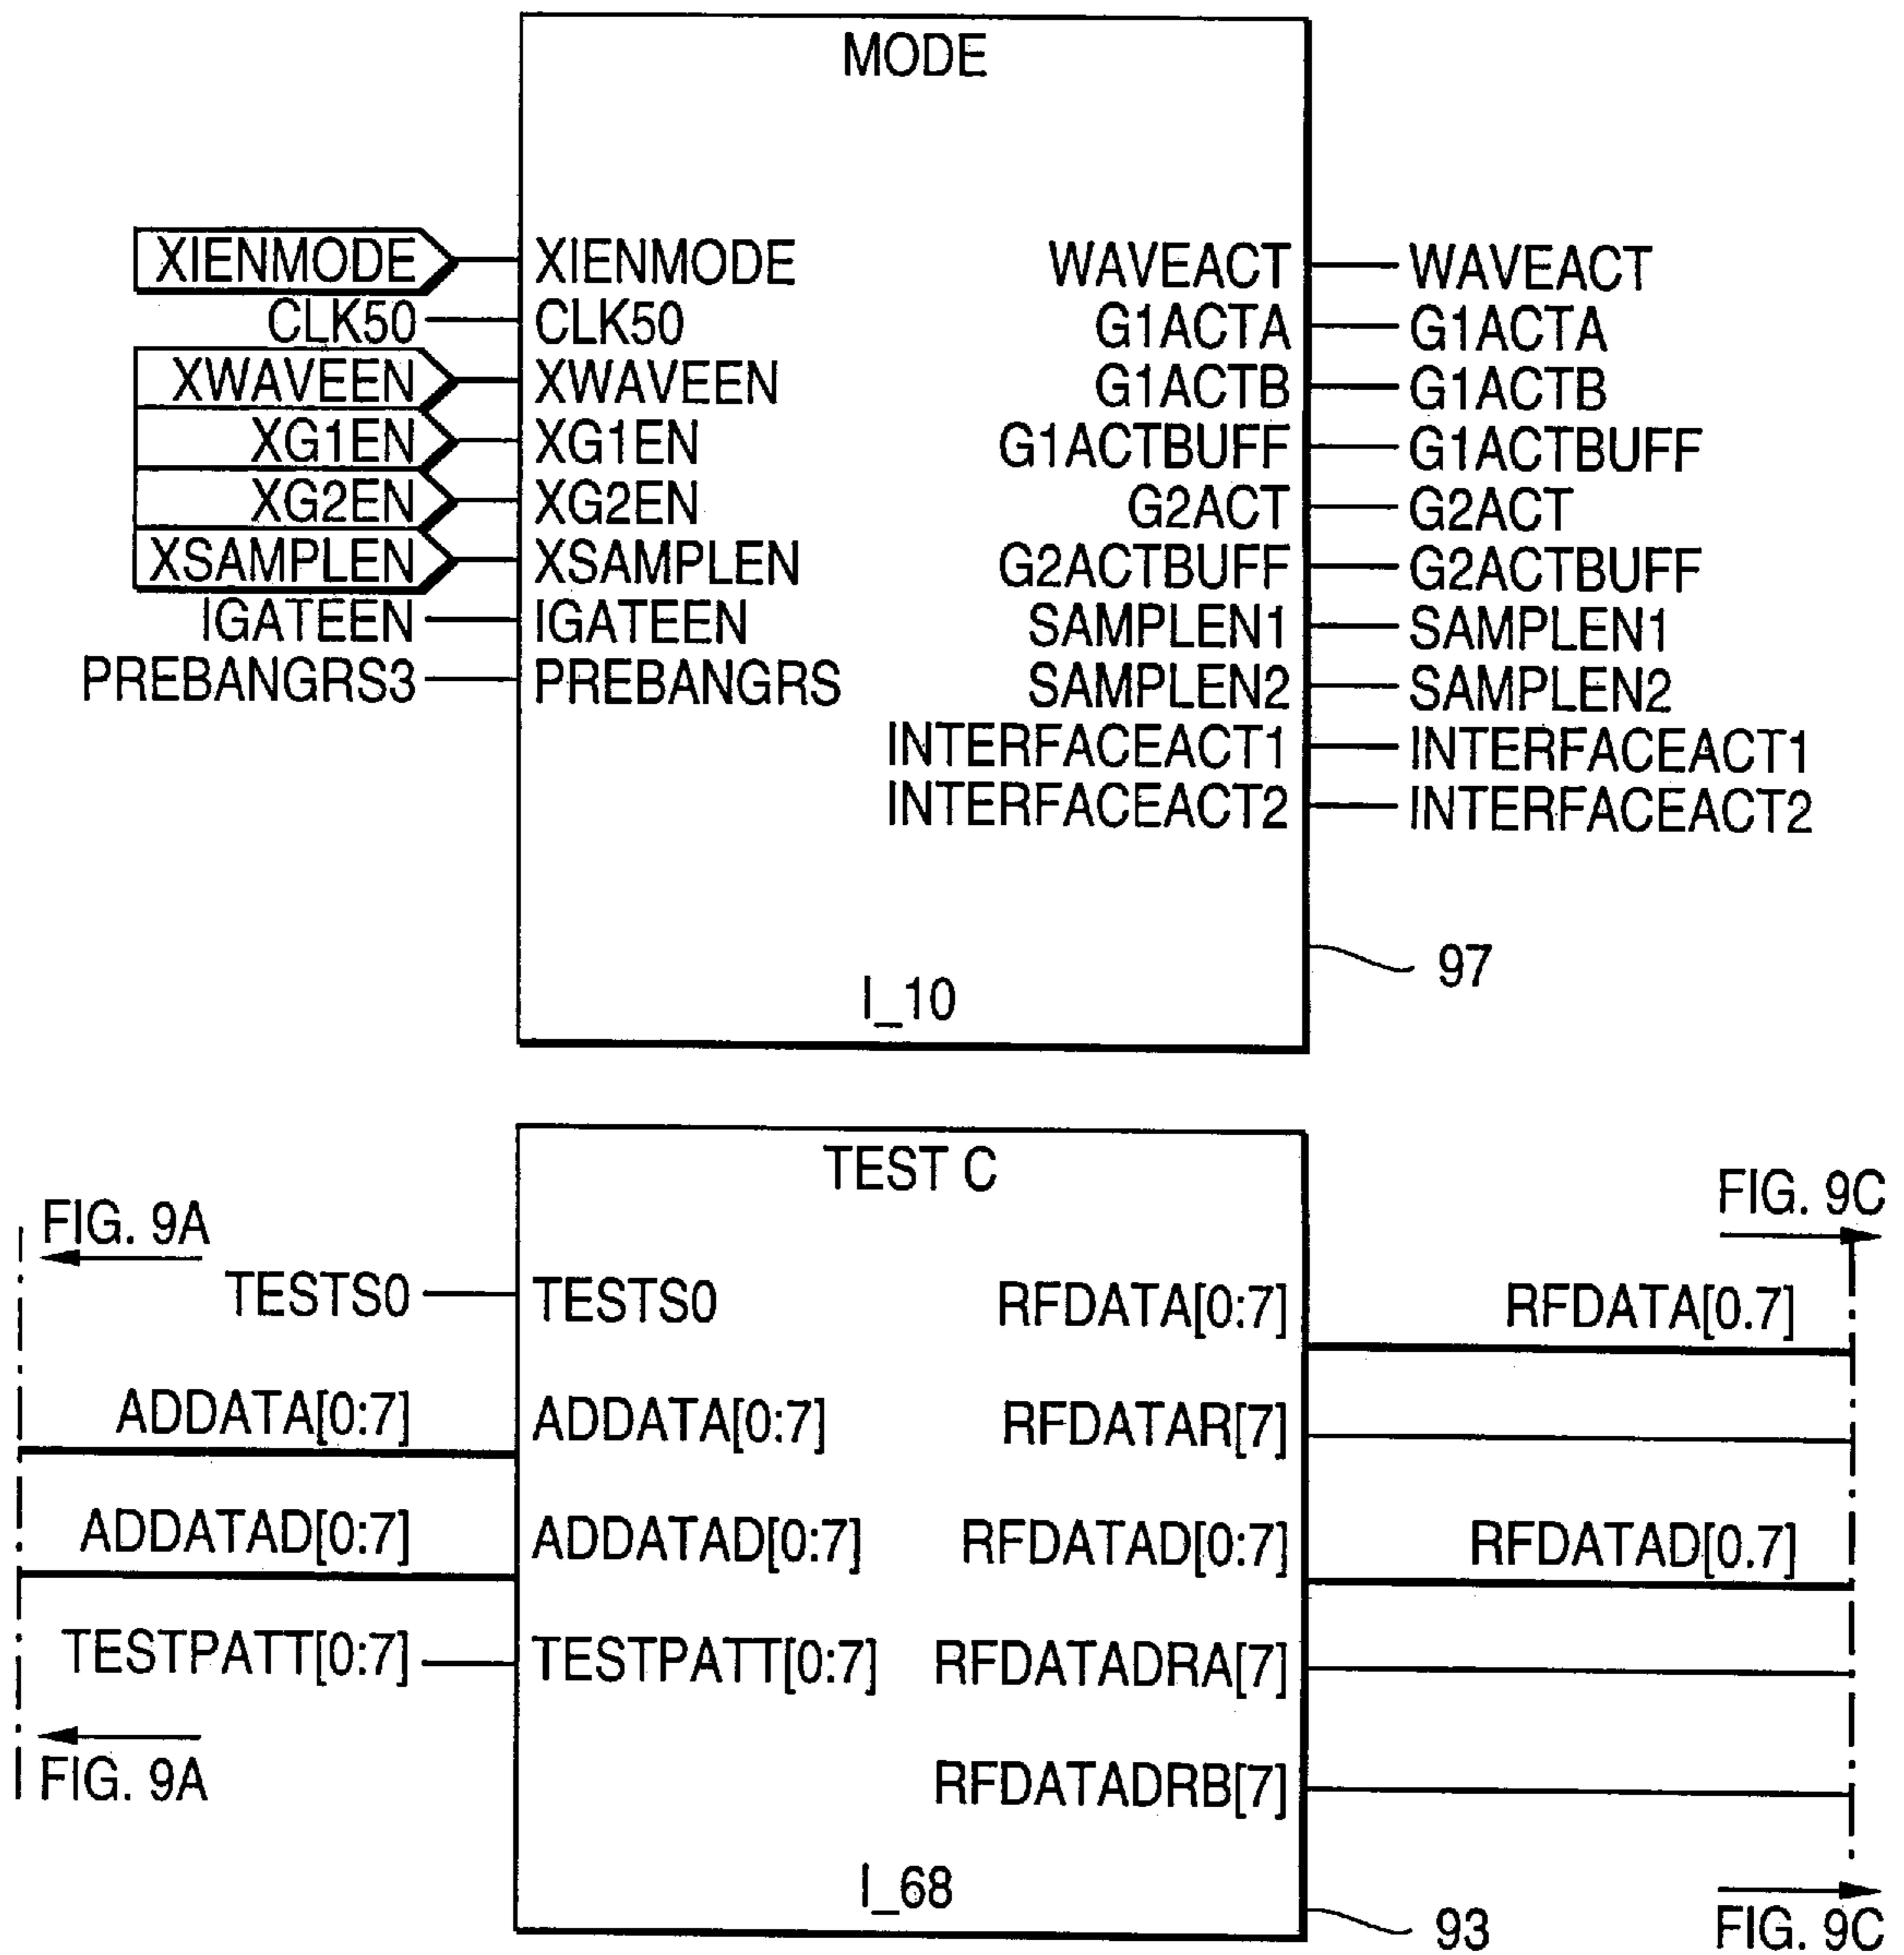 MODE
XIENMODE XIENMODE WAVEACT WAVEACT
CLK50 CLK50 G1ACTA G1ACTA
XWAVEEN XWAVEEN G1ACTB G1ACTB
XG1EN XG1EN G1ACTBUFF G1ACTBUFF
XG2EN XG2EN G2ACT G2ACT
XSAMPLEN XSAMPLEN G2ACTBUFF G2ACTBUFF
IGATEEN IGATEEN SAMPLEN1 SAMPLEN1
PREBANGRS3 PREBANGRS SAMPLEN2 SAMPLEN2
INTERFACEACT1 INTERFACEACT1
INTERFACEACT2 INTERFACEACT2
97
I_10
TEST C
FIG. 9A FIG. 9C
TESTS0 TESTS0 RFDATA[0:7] RFDATA[0.7]
ADDATA[0:7] ADDATA[0:7] RFDATAR[7]
ADDATAD[0:7] ADDATAD[0:7] RFDATAD[0:7] RFDATAD[0.7]
TESTPATT[0:7] TESTPATT[0:7] RFDATADRA[7]
FIG. 9A RFDATADRB[7]
I_68
93 FIG. 9C